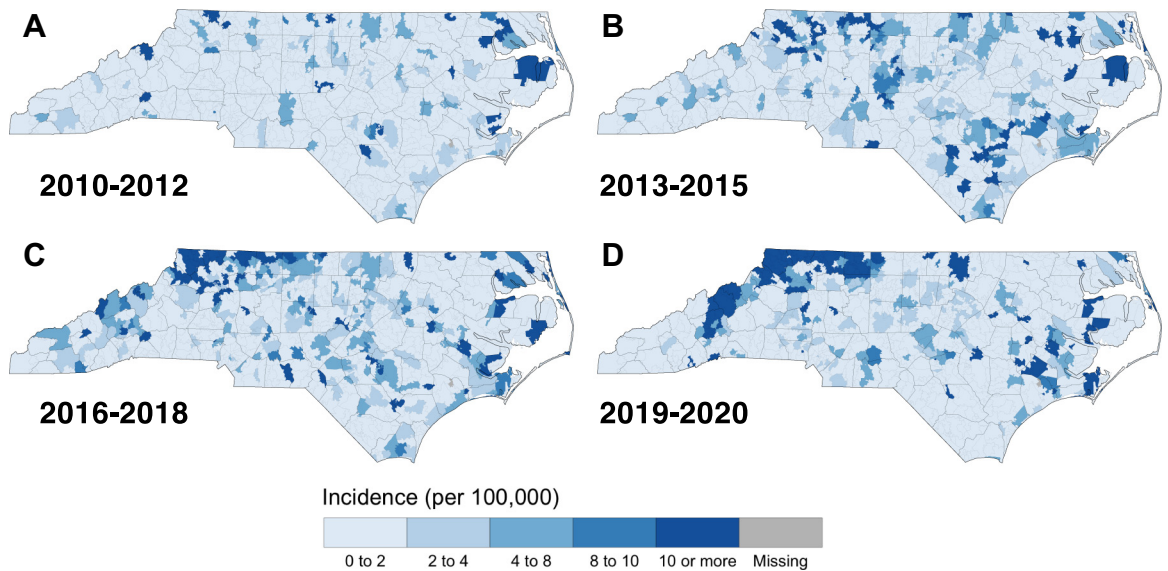 A
B
2010-2012
2013-2015
C
D
2016-2018
2019-2020
Incidence (per 100,000)
0 to 2
2 to 4
4 to 8
8 to 10
10 or more
Missing